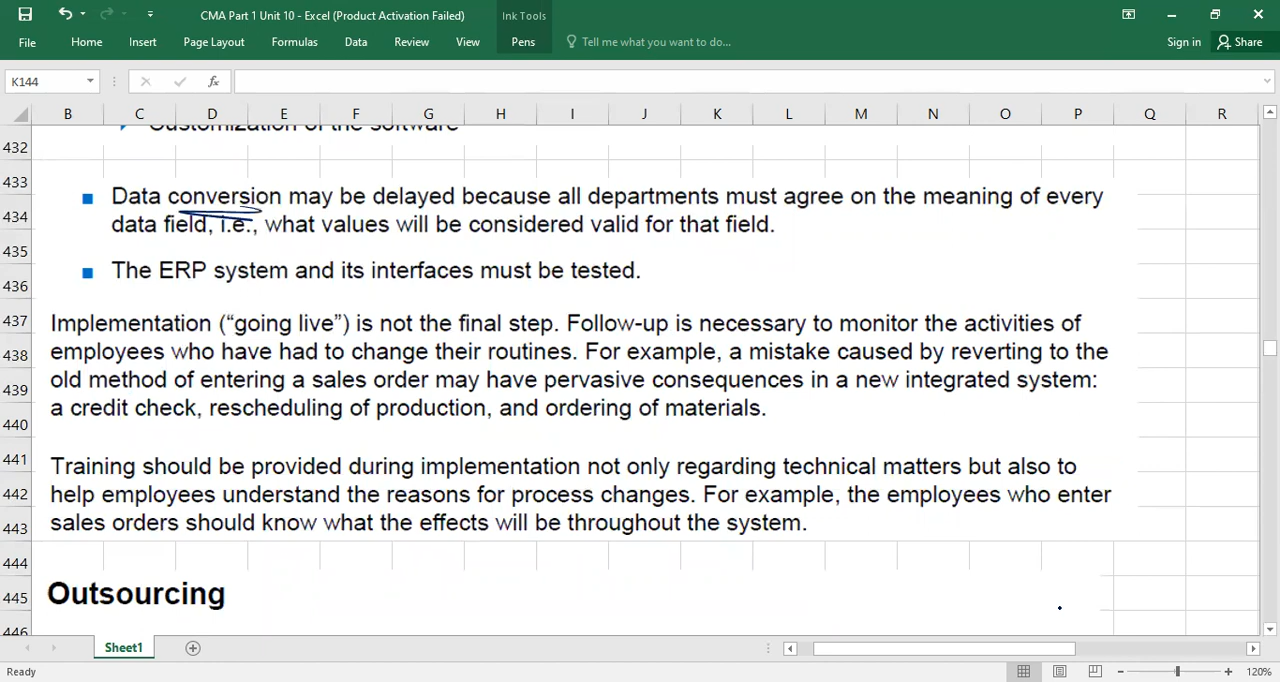 CMA Part 1 Unit 10 - Excel (Product Activation Failed)
Ink Tools
File Home Insert Page Layout Formulas Data Review View Pens Tell me what you want to do... Sign in Share
K144 fx
B C D E F G H I J K L M N O P Q R
Customization of the software
Data conversion may be delayed because all departments must agree on the meaning of every
data field, i.e., what values will be considered valid for that field.
The ERP system and its interfaces must be tested.
Implementation (“going live”) is not the final step. Follow-up is necessary to monitor the activities of
employees who have had to change their routines. For example, a mistake caused by reverting to the
old method of entering a sales order may have pervasive consequences in a new integrated system:
a credit check, rescheduling of production, and ordering of materials.
Training should be provided during implementation not only regarding technical matters but also to
help employees understand the reasons for process changes. For example, the employees who enter
sales orders should know what the effects will be throughout the system.
Outsourcing
432
433
434
435
436
437
438
439
440
441
442
443
444
445
446
Sheet1
Ready
120%